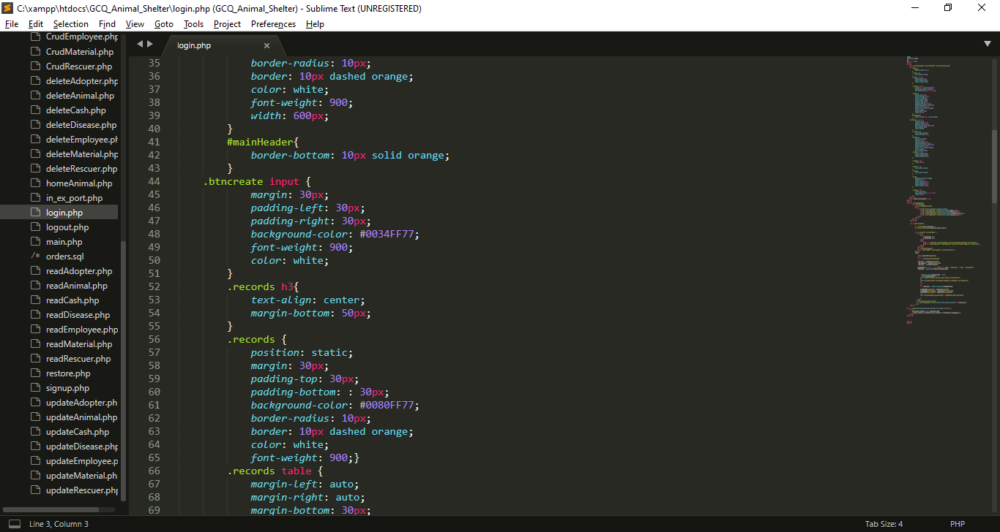 C:\xampp\htdocs\GCQ_Animal_Shelter\login.php (GCQ_Animal_Shelter) - Sublime Text (UNREGISTERED)
File Edit Selection Find View Goto Tools Project Preferences Help
CrudEmployee.php
CrudMaterial.php
CrudRescuer.php
deleteAdopter.php
deleteAnimal.php
deleteCash.php
deleteDisease.php
deleteEmployee.ph
deleteMaterial.php
deleteRescuer.php
homeAnimal.php
in_ex_port.php
login.php
logout.php
main.php
/* orders.sql
readAdopter.php
readAnimal.php
readCash.php
readDisease.php
readEmployee.php
readMaterial.php
readRescuer.php
restore.php
signup.php
updateAdopter.ph
updateAnimal.php
updateCash.php
updateDisease.php
updateEmployee.p
updateMaterial.ph
updateRescuer.php
login.php
35 border-radius: 10px;
36 border: 10px dashed orange;
37 color: white;
38 font-weight: 900;
39 width: 600px;
40 }
41 #mainHeader{
42 border-bottom: 10px solid orange;
43 }
44 .btncreate input {
45 margin: 30px;
46 padding-left: 30px;
47 padding-right: 30px;
48 background-color: #0034FF77;
49 font-weight: 900;
50 color: white;
51 }
52 .records h3{
53 text-align: center;
54 margin-bottom: 50px;
55 }
56 .records {
57 position: static;
58 margin: 30px;
59 padding-top: 30px;
60 padding-bottom: : 30px;
61 background-color: #0080FF77;
62 border-radius: 10px;
63 border: 10px dashed orange;
64 color: white;
65 font-weight: 900;}
66 .records table {
67 margin-left: auto;
68 margin-right: auto;
69 margin-bottom: 30px;
Line 3, Column 3
Tab Size: 4
PHP